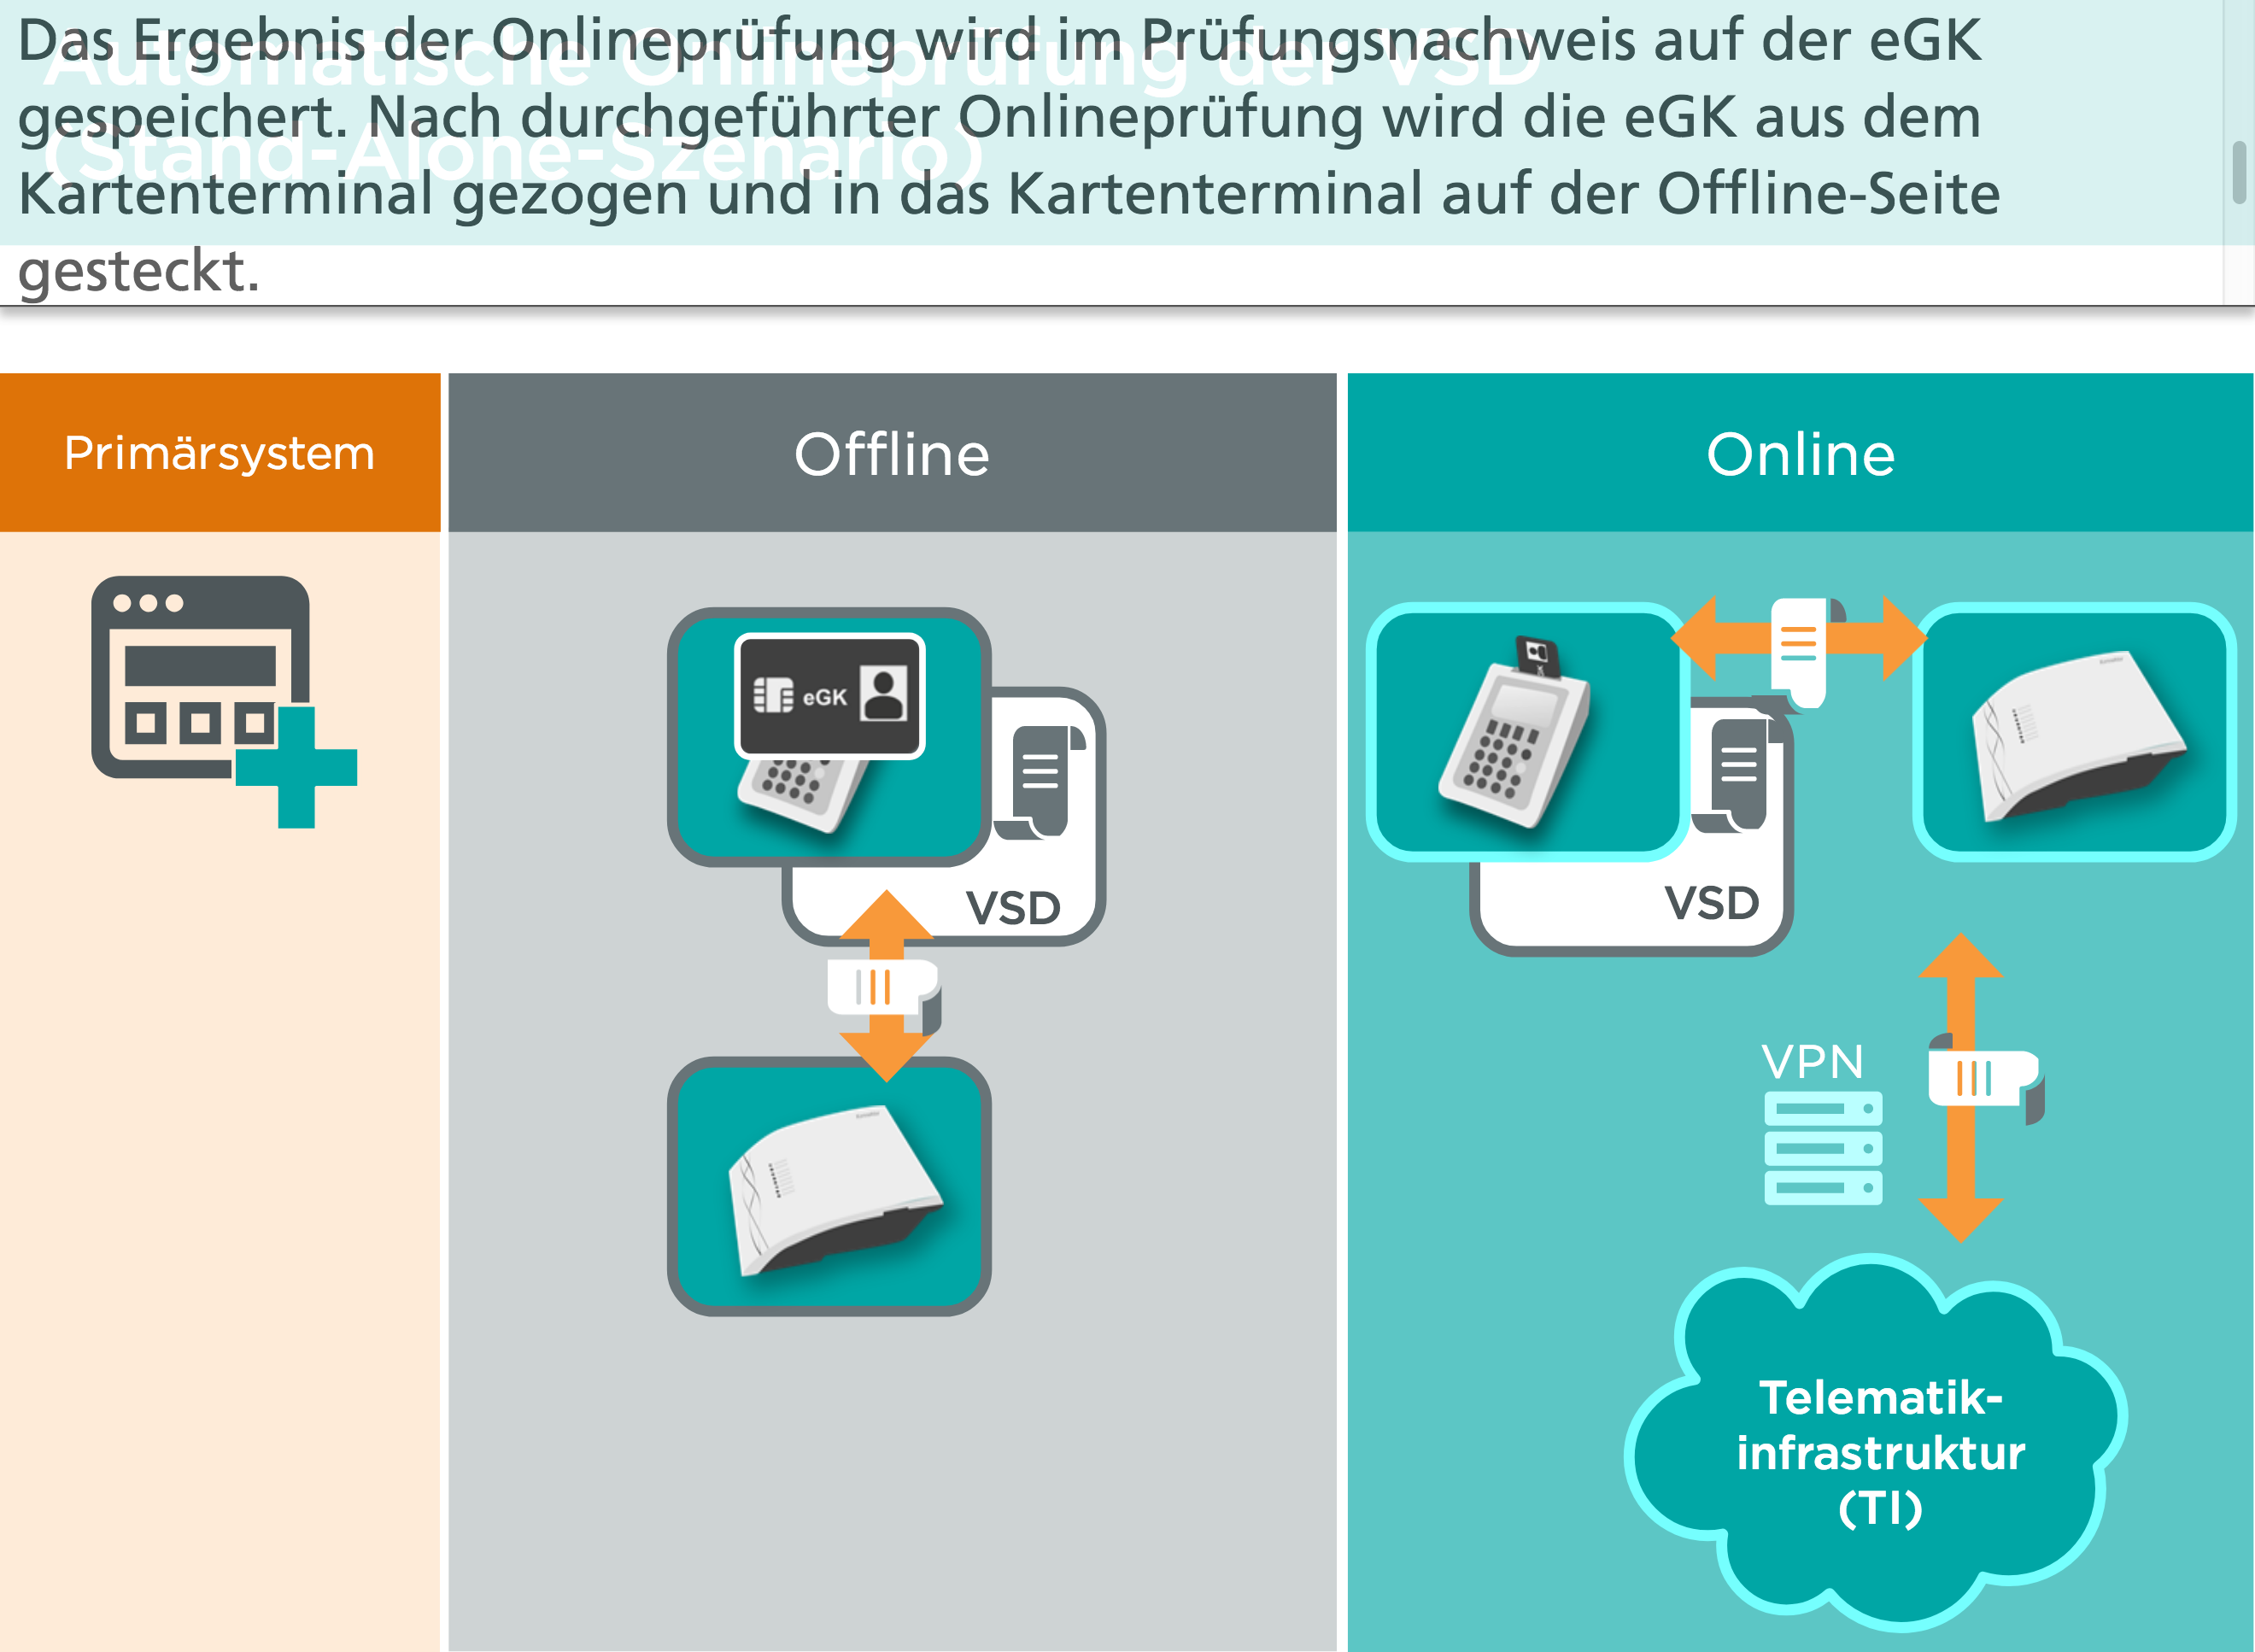 Automatische Onlineprüfung der VSD
(Stand-Alone-Szenario)
Das Ergebnis der Onlineprüfung wird im Prüfungsnachweis auf der eGK
gespeichert. Nach durchgeführter Onlineprüfung wird die eGK aus dem
Kartenterminal gezogen und in das Kartenterminal auf der Offline-Seite
gesteckt.
Primärsystem
Offline
Online
eGK
VSD
VSD
VPN
Telematik-
infrastruktur
(TI)